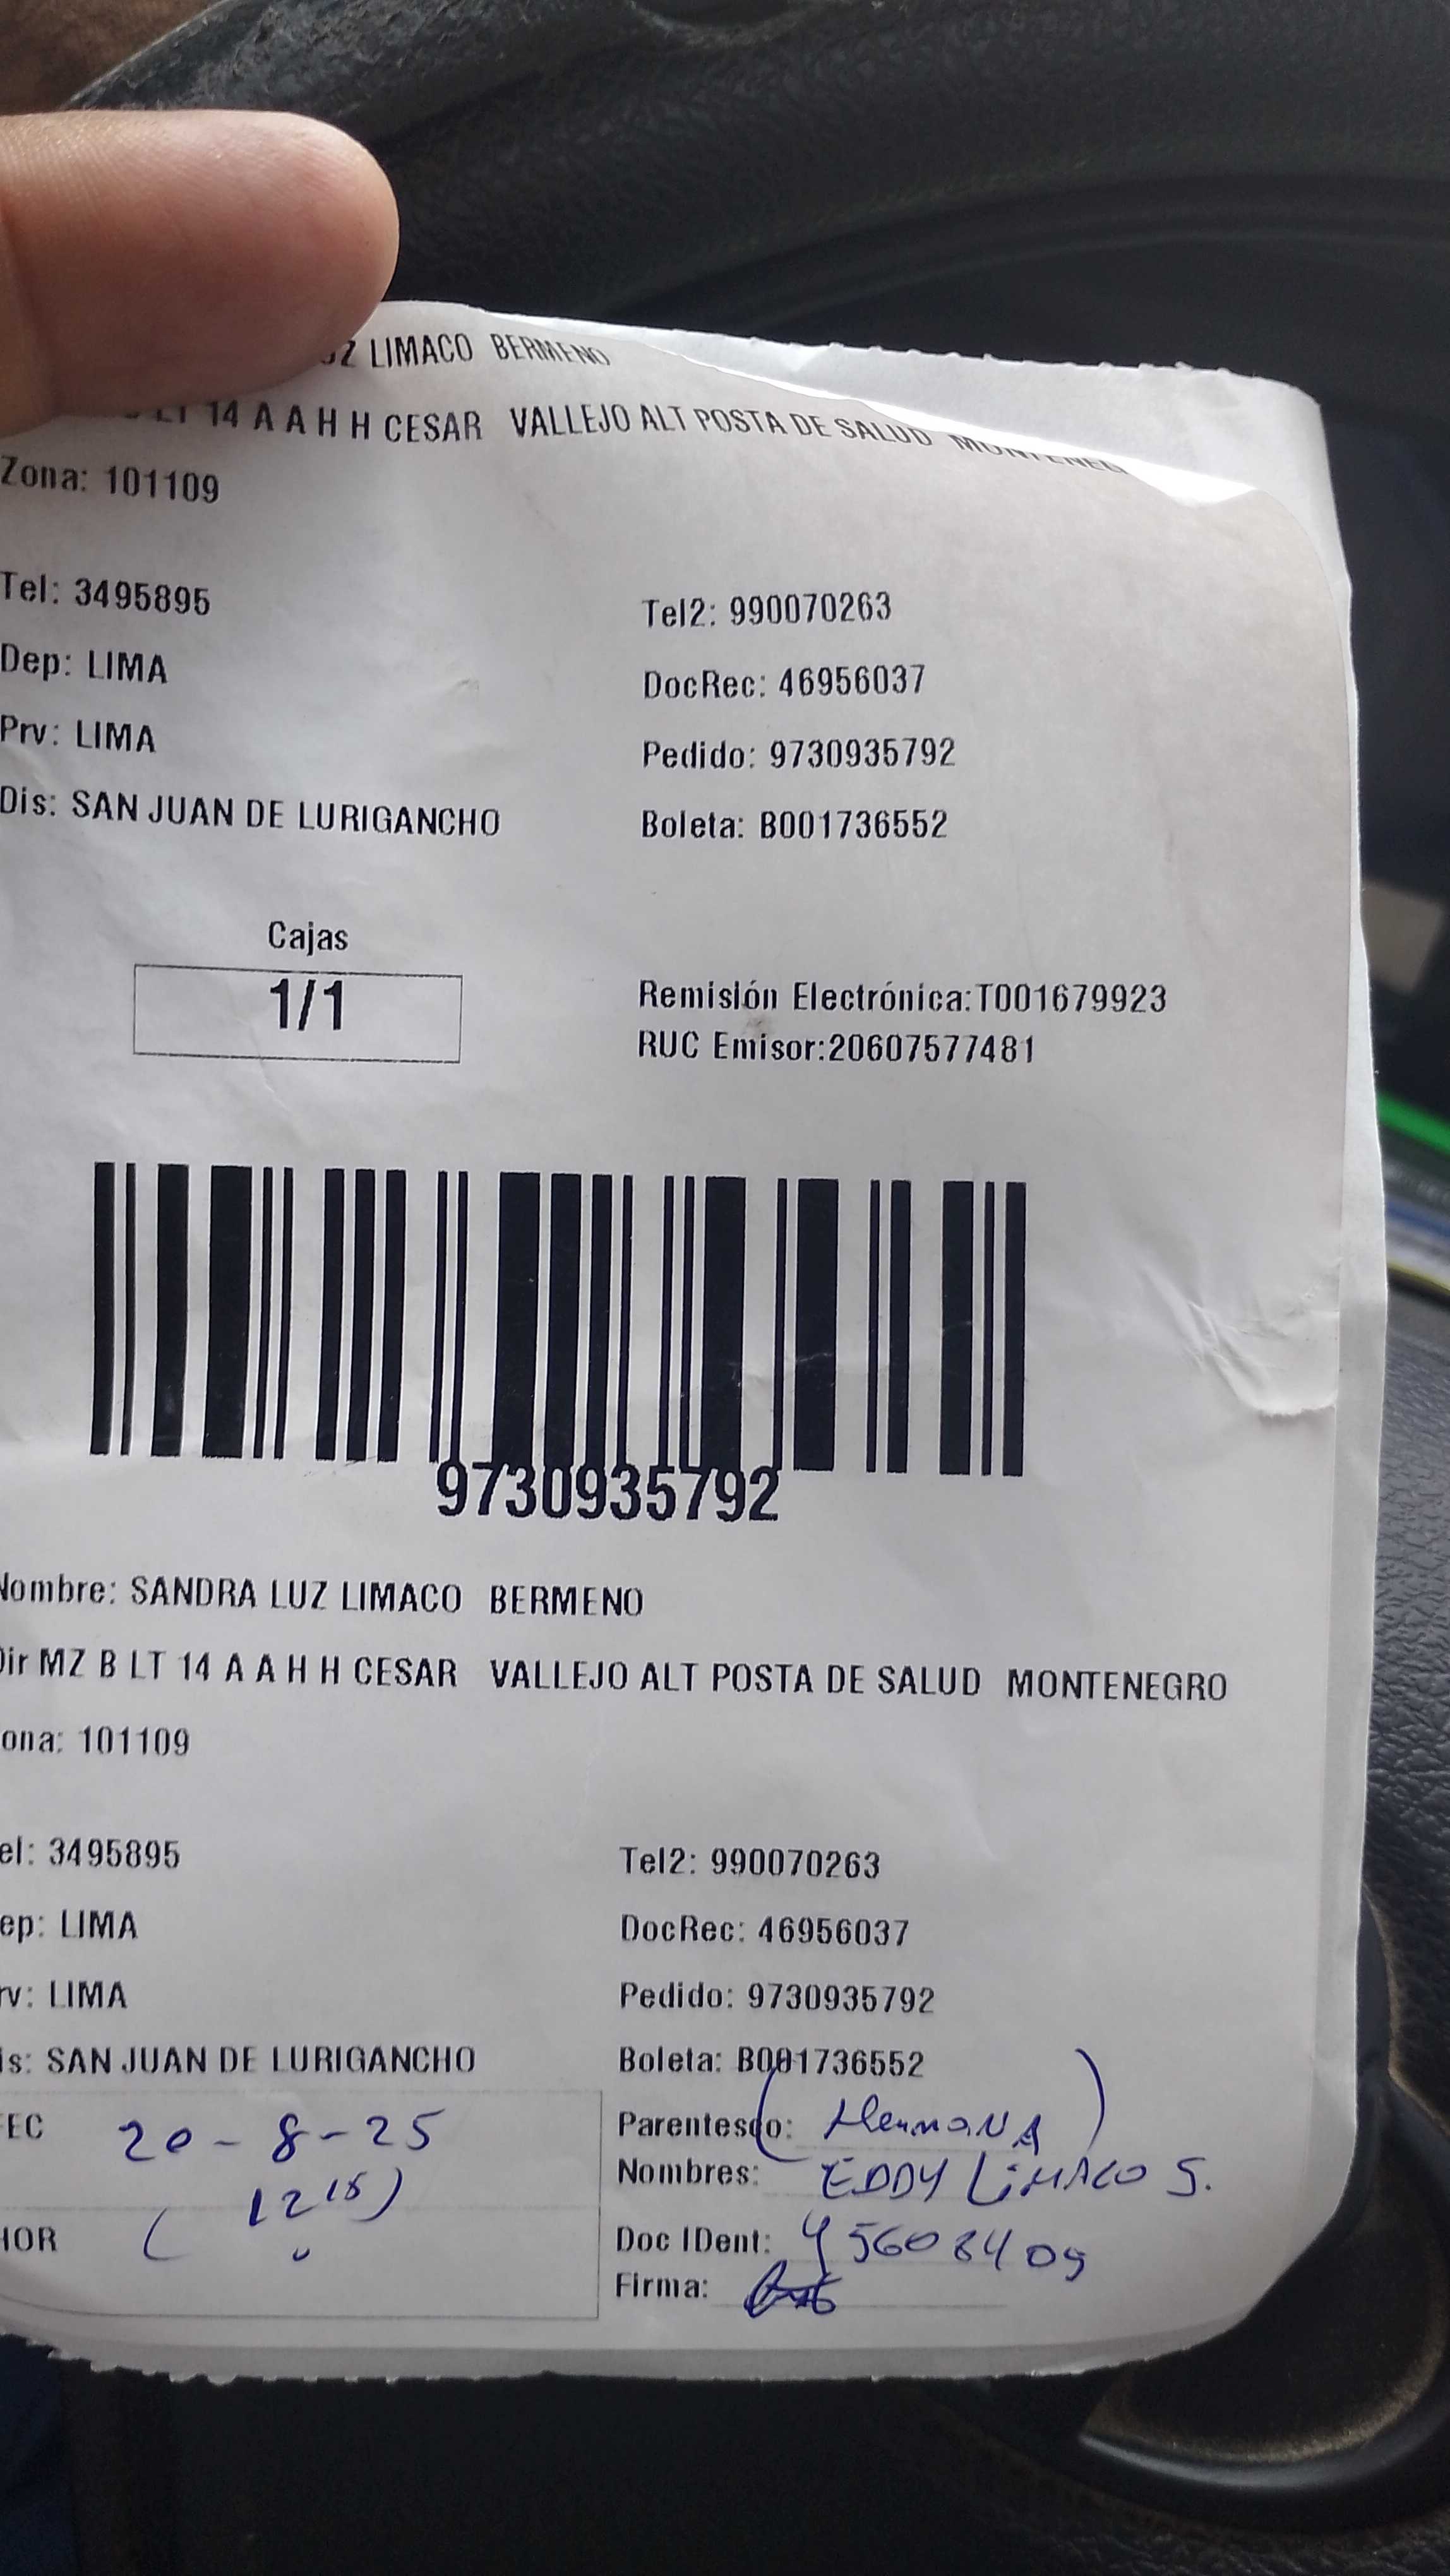 LIMACO BERMENO
LT 14 A A H H CESAR VALLEJO ALT POSTA DE SALUD
Zona: 101109
Tel: 3495895 Tel2: 990070263
Dep: LIMA DocRec: 46956037
Prv: LIMA Pedido: 9730935792
Dis: SAN JUAN DE LURIGANCHO Boleta: B001736552
Cajas
1/1
Remisión Electrónica:T001679923
RUC Emisor:20607577481
9730935792
Nombre: SANDRA LUZ LIMACO BERMENO
Dir MZ B LT 14 A A H H CESAR VALLEJO ALT POSTA DE SALUD MONTENEGRO
ona: 101109
el: 3495895 Tel2: 990070263
ep: LIMA DocRec: 46956037
rv: LIMA Pedido: 9730935792
is: SAN JUAN DE LURIGANCHO Boleta: B001736552
FEC 20-8-25 Parentesco: (HermaNA)
Nombres: EDDY LiMACO S.
HOR (12 15) Doc IDent: 45608409
Firma: